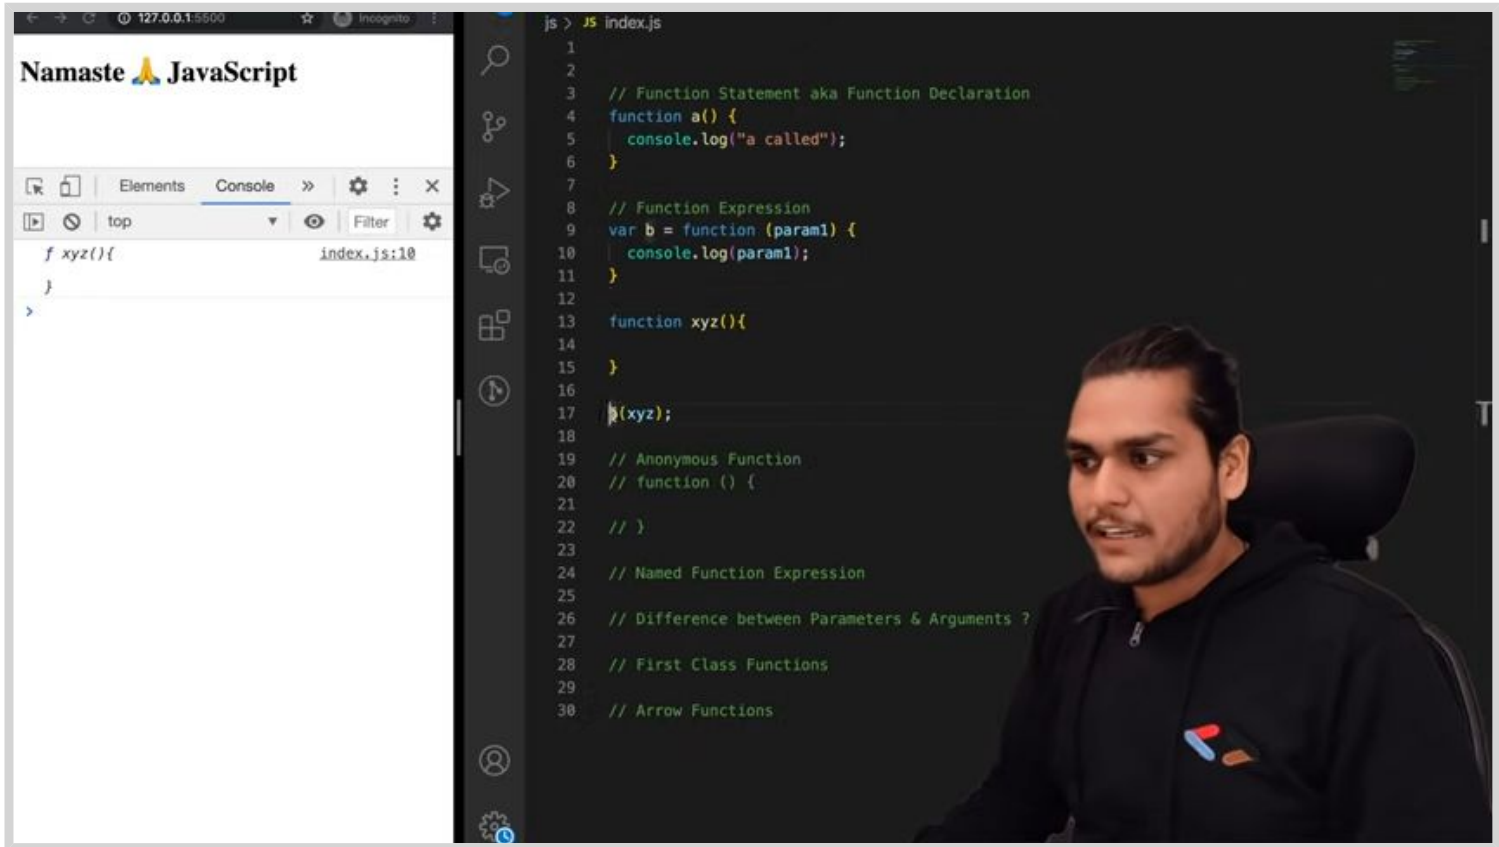 127.0.0.1:5500
Incognito
Namaste 🙏 JavaScript
Elements Console »
top Filter
f xyz(){ index.js:10
}
>
js > JS index.js
1
2
3 // Function Statement aka Function Declaration
4 function a() {
5 console.log("a called");
6 }
7
8 // Function Expression
9 var b = function (param1) {
10 console.log(param1);
11 }
12
13 function xyz(){
14
15 }
16
17 b(xyz);
18
19 // Anonymous Function
20 // function () {
21
22 // }
23
24 // Named Function Expression
25
26 // Difference between Parameters & Arguments ?
27
28 // First Class Functions
29
30 // Arrow Functions
T